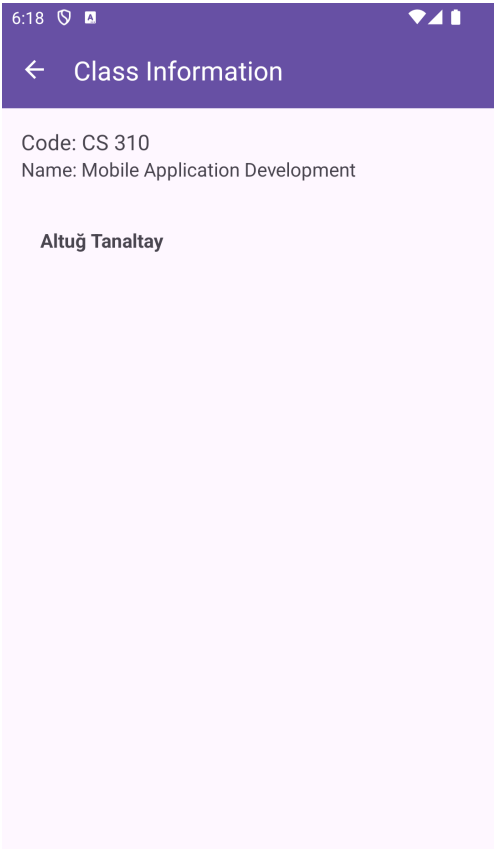 6:18
Class Information
Code: CS 310
Name: Mobile Application Development
Altuğ Tanaltay